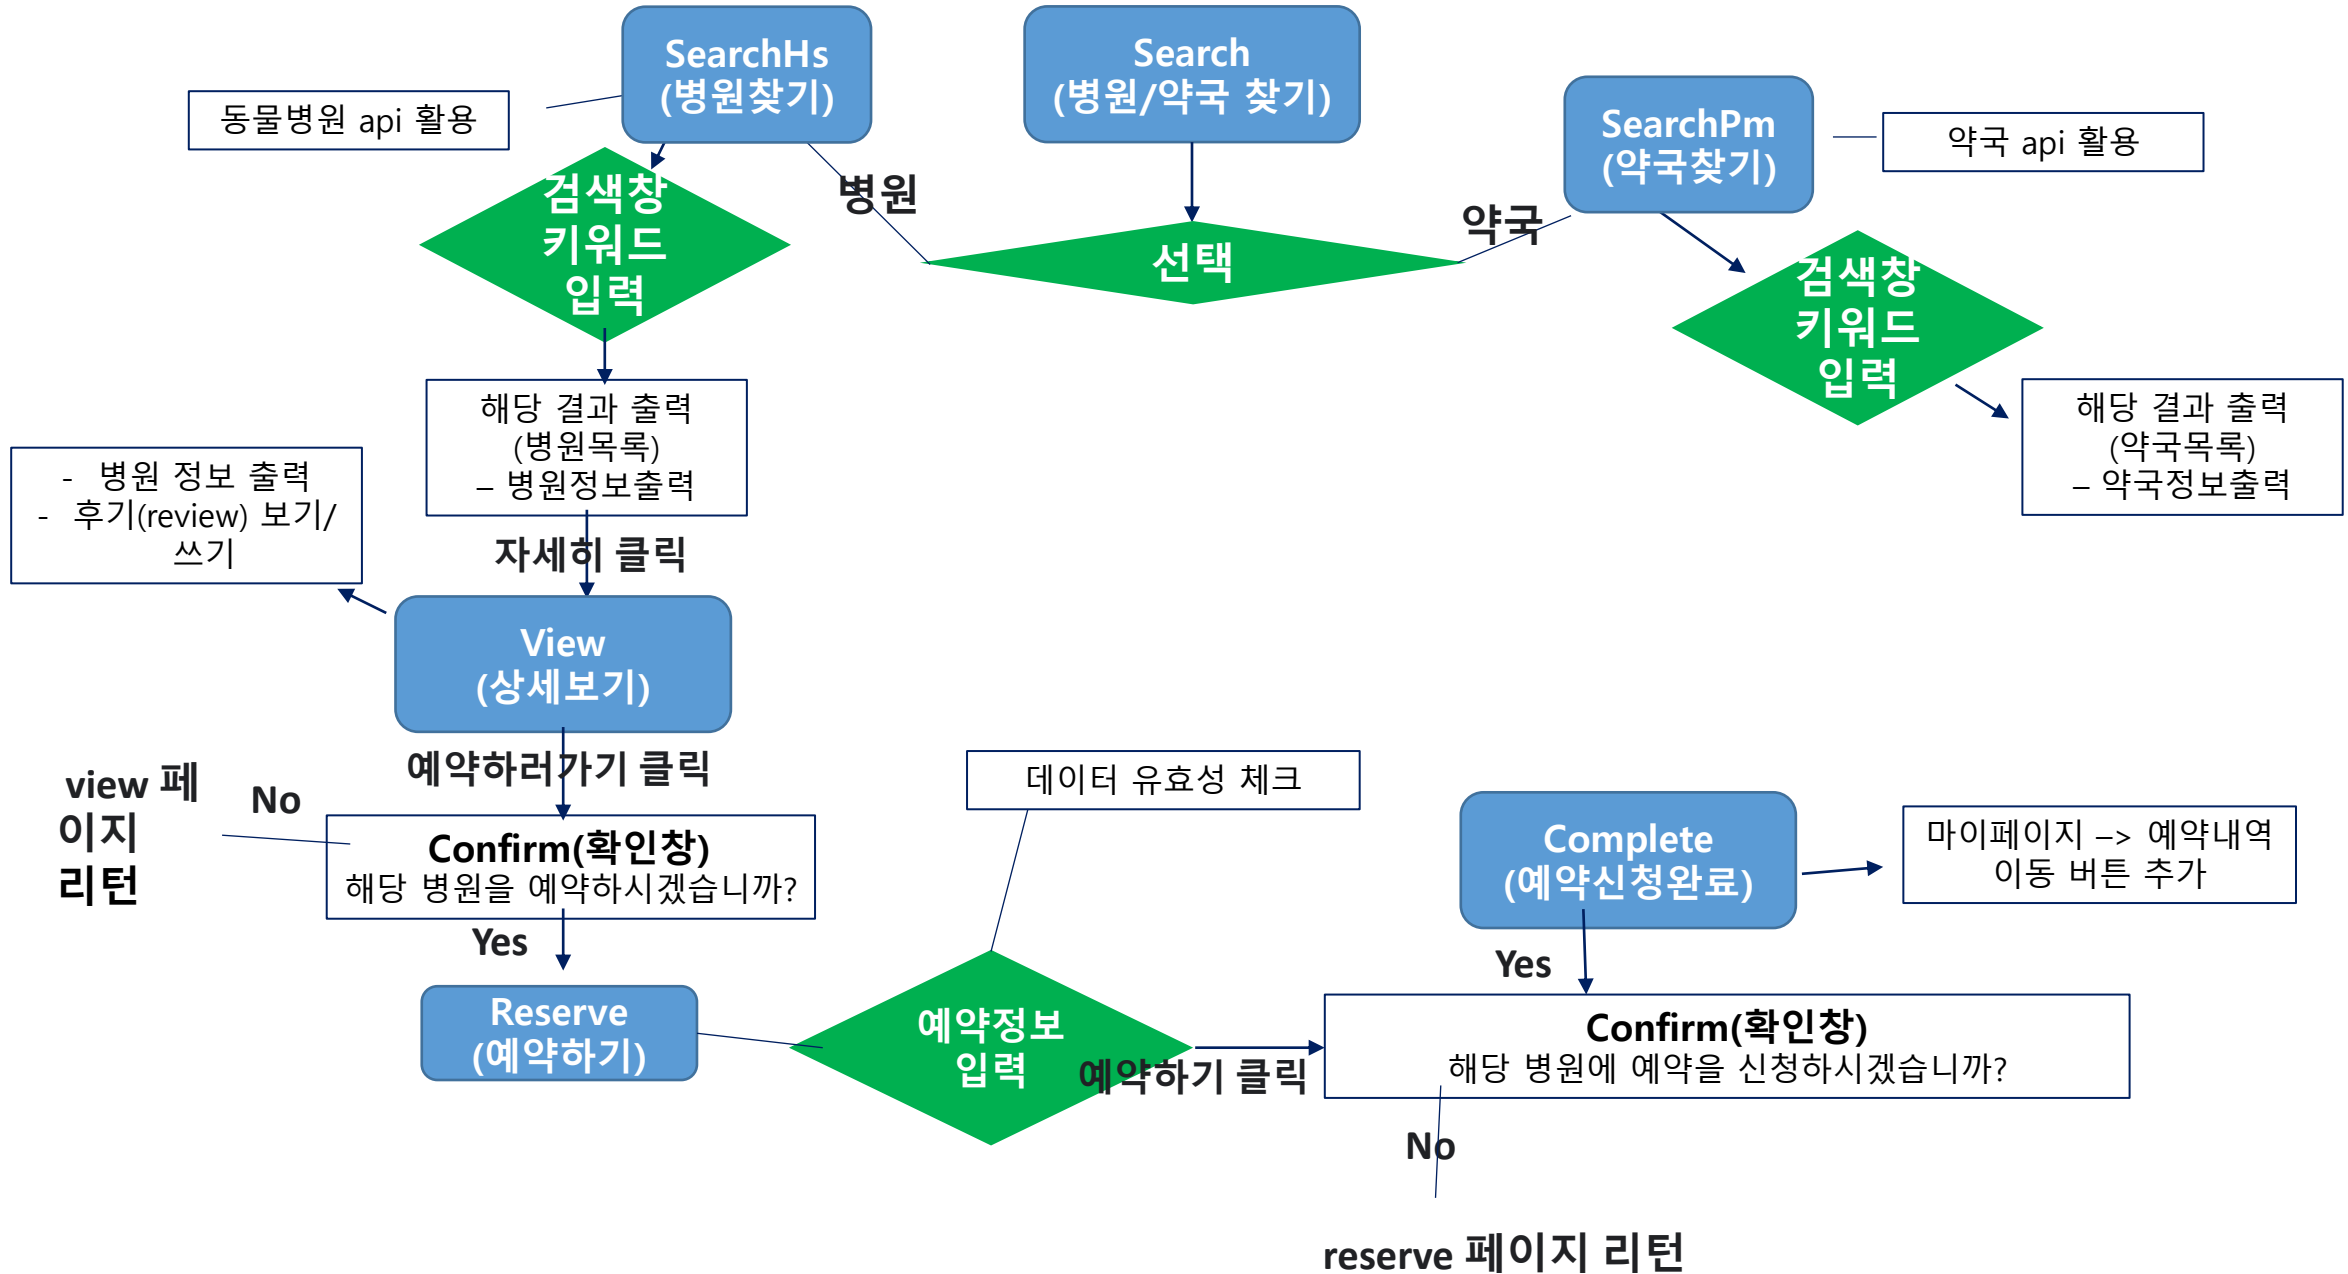 SearchHs
(병원찾기)
Search
(병원/약국 찾기)
SearchPm
(약국찾기)
동물병원 api 활용
약국 api 활용
병원
약국
검색창
키워드
입력
선택
검색창
키워드
입력
해당 결과 출력
(병원목록)
– 병원정보출력
해당 결과 출력
(약국목록)
– 약국정보출력
- 병원 정보 출력
- 후기(review) 보기/
쓰기
자세히 클릭
View
(상세보기)
예약하러가기 클릭
view 페
이지
리턴
No
Confirm(확인창)
해당 병원을 예약하시겠습니까?
Yes
Reserve
(예약하기)
데이터 유효성 체크
예약정보
입력
예약하기 클릭
Complete
(예약신청완료)
마이페이지 –> 예약내역
이동 버튼 추가
Yes
Confirm(확인창)
해당 병원에 예약을 신청하시겠습니까?
No
reserve 페이지 리턴